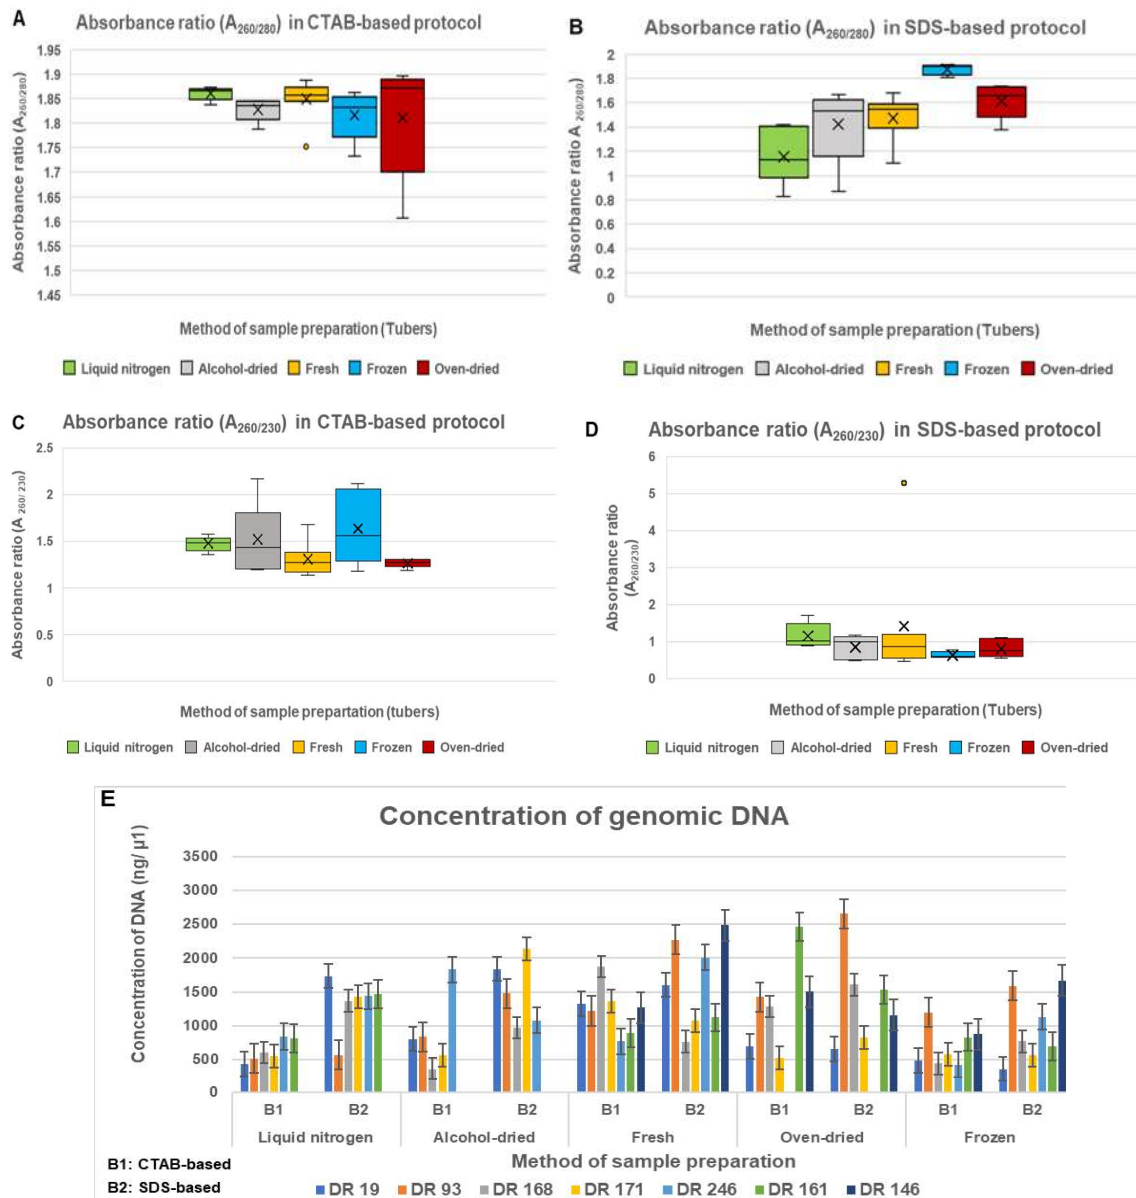 A
Absorbance ratio (A260/280) in CTAB-based protocol
Absorbance ratio (A260/280)
1.95
1.9
1.85
1.8
1.75
1.7
1.65
1.6
1.55
1.5
1.45
Method of sample preparation (Tubers)
Liquid nitrogen Alcohol-dried Fresh Frozen Oven-dried
B
Absorbance ratio (A260/280) in SDS-based protocol
Absorbance ratio A 260/280)
2
1.8
1.6
1.4
1.2
1
0.8
0.6
0.4
0.2
0
Method of sample preparation (Tubers)
Liquid nitrogen Alcohol-dried Fresh Frozen Oven-dried
C
Absorbance ratio (A260/230) in CTAB-based protocol
Absorbance ratio (A 260/ 230)
2.5
2
1.5
1
0.5
0
Method of sample prepartation (tubers)
Liquid nitrogen Alcohol-dried Fresh Frozen Oven-dried
D
Absorbance ratio (A260/230) in SDS-based protocol
Absorbance ratio
(A260/230)
6
5
4
3
2
1
0
Method of sample preparation (Tubers)
Liquid nitrogen Alcohol-dried Fresh Frozen Oven-dried
E
Concentration of genomic DNA
Concentration of DNA (ng/ µ1)
3500
3000
2500
2000
1500
1000
500
0
B1 B2 B1 B2 B1 B2 B1 B2 B1 B2
Liquid nitrogen Alcohol-dried Fresh Oven-dried Frozen
B1: CTAB-based
Method of sample preparation
B2: SDS-based
DR 19 DR 93 DR 168 DR 171 DR 246 DR 161 DR 146